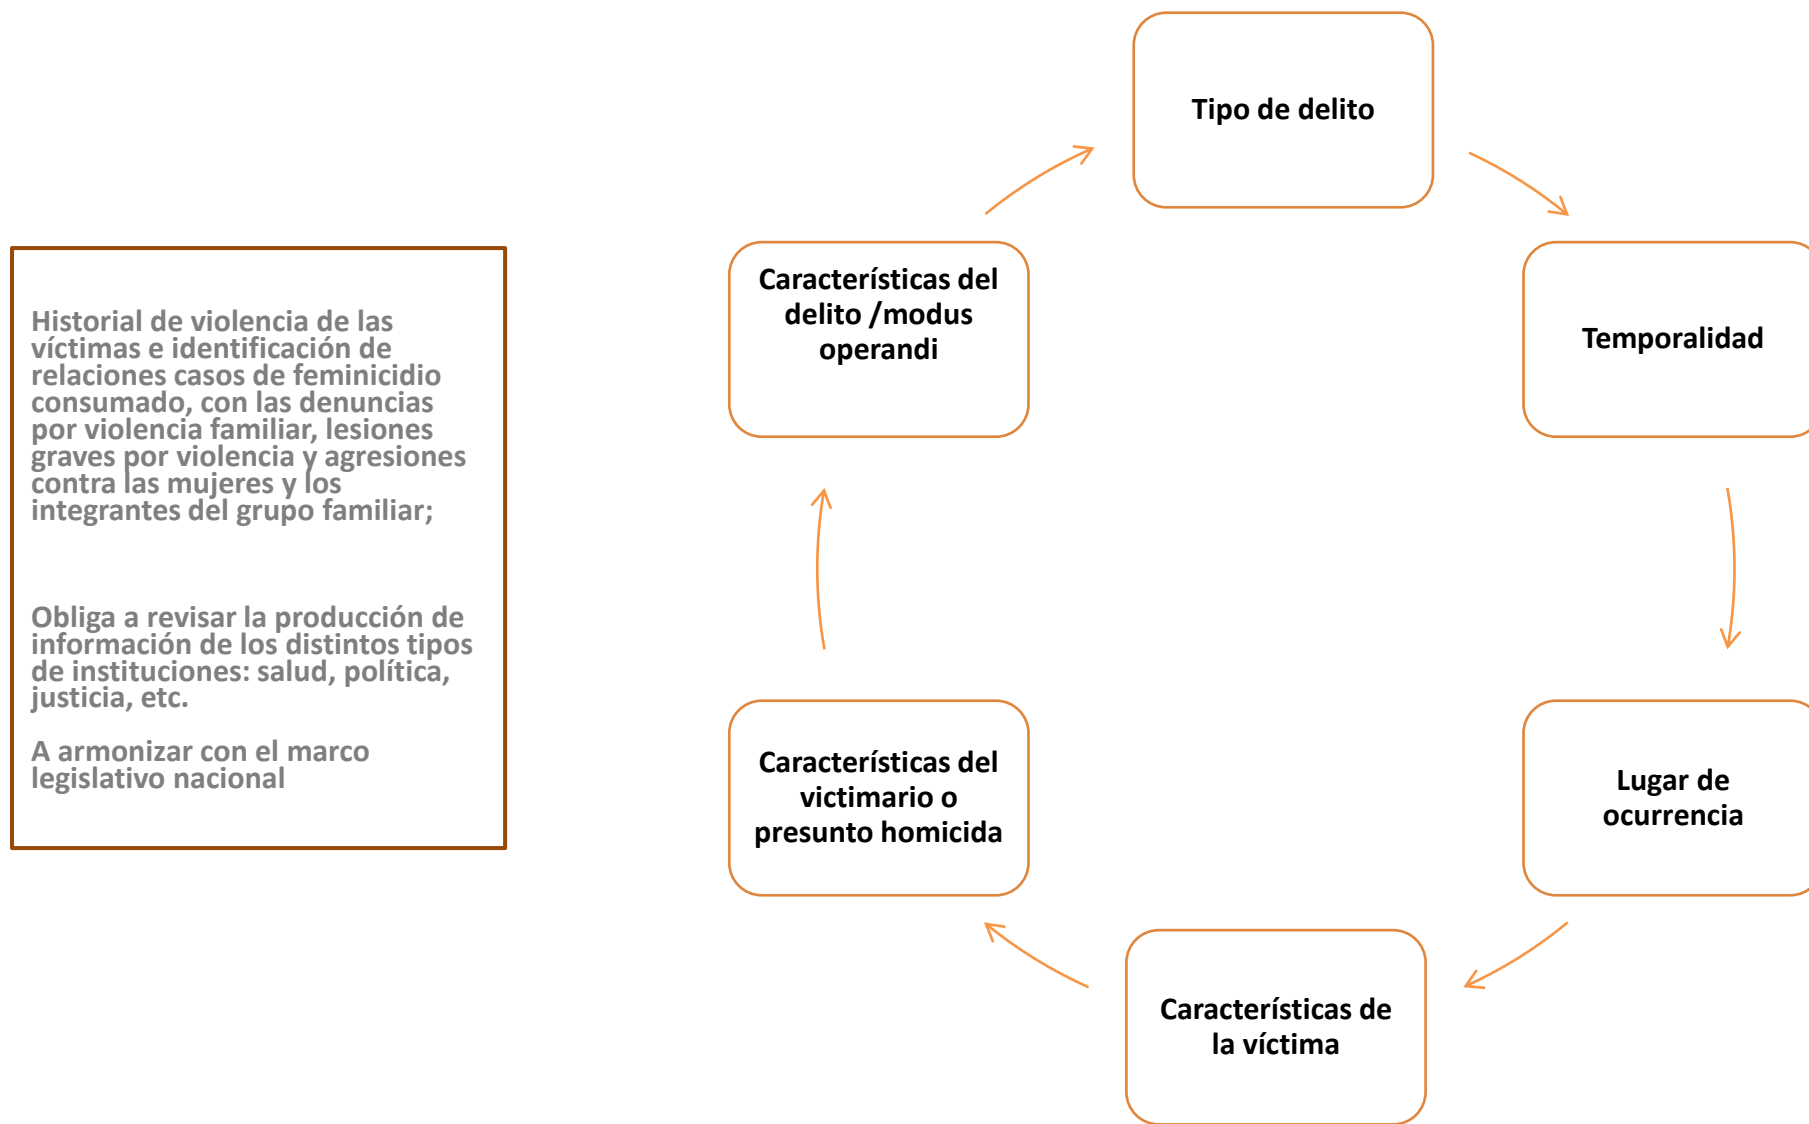 Historial de violencia de las
víctimas e identificación de
relaciones casos de feminicidio
consumado, con las denuncias
por violencia familiar, lesiones
graves por violencia y agresiones
contra las mujeres y los
integrantes del grupo familiar;
Obliga a revisar la producción de
información de los distintos tipos
de instituciones: salud, política,
justicia, etc.
A armonizar con el marco
legislativo nacional
Tipo de delito
Temporalidad
Lugar de
ocurrencia
Característícas de
la víctima
Característícas del
victimario o
presunto homicida
Característícas del
delito /modus
operandi